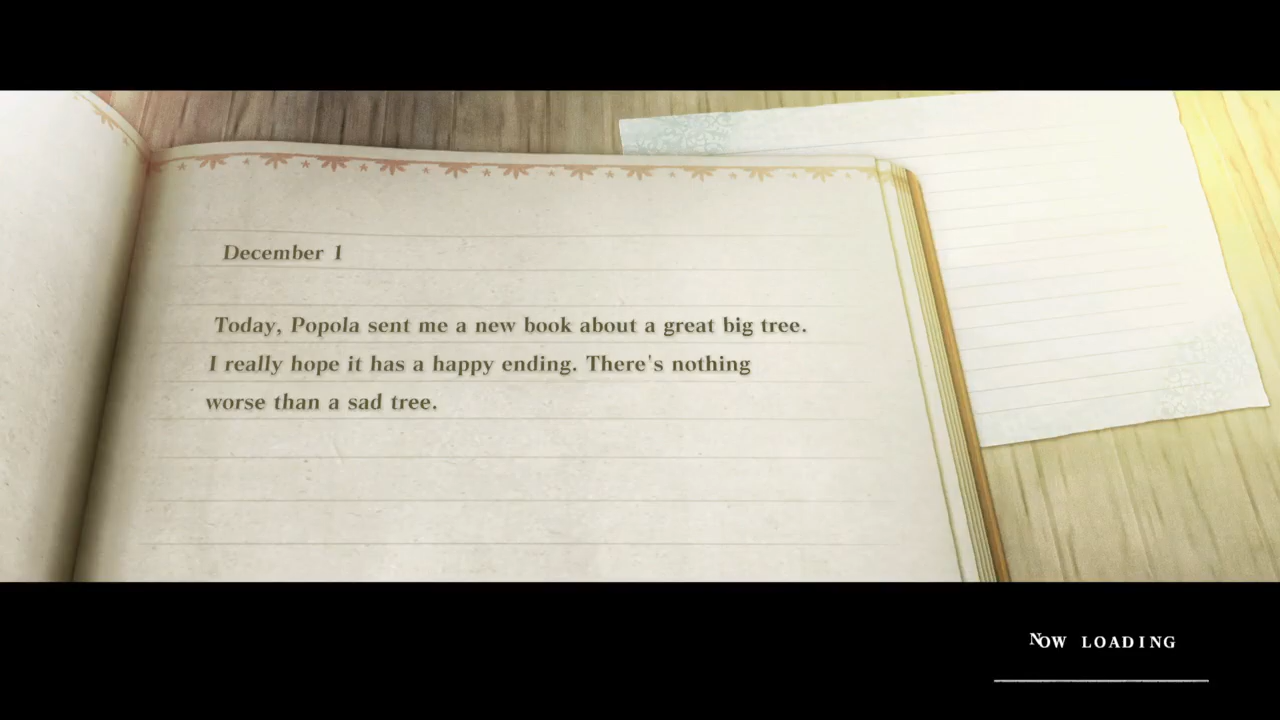 December 1
Today, Popola sent me a new book about a great big tree.
I really hope it has a happy ending. There's nothing
worse than a sad tree.
NOW LOADING